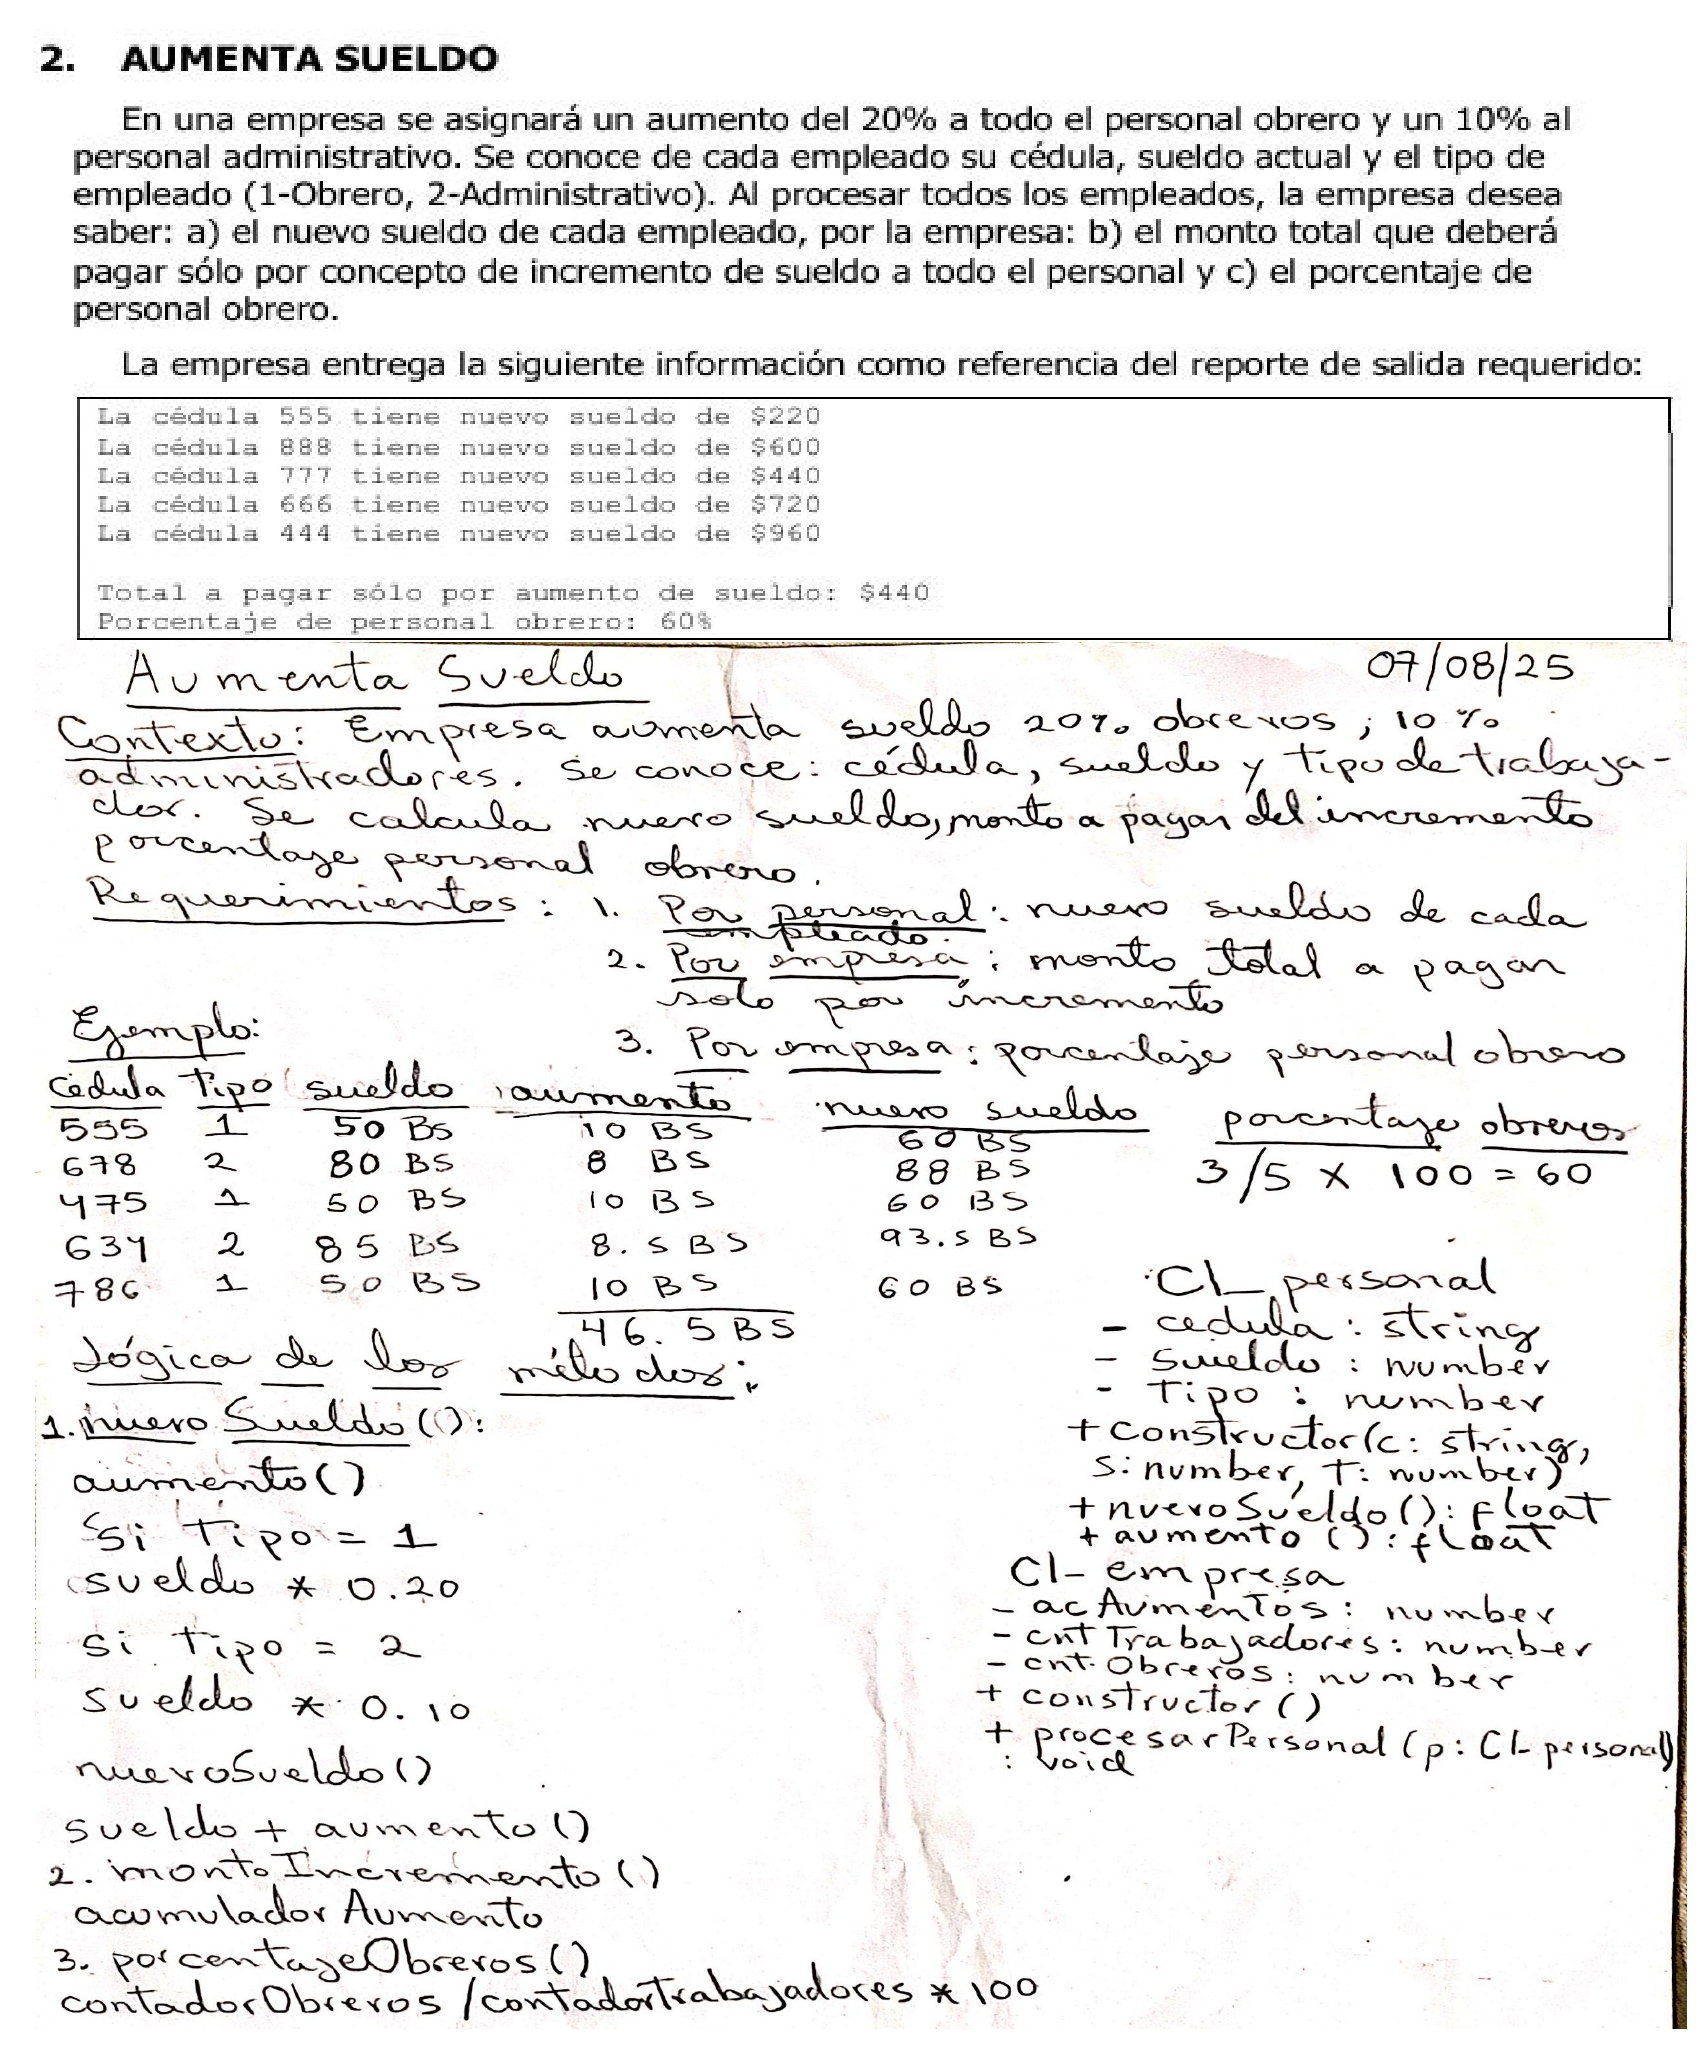 2. AUMENTA SUELDO
En una empresa se asignará un aumento del 20% a todo el personal obrero y un 10% al
personal administrativo. Se conoce de cada empleado su cédula, sueldo actual y el tipo de
empleado (1-Obrero, 2-Administrativo). Al procesar todos los empleados, la empresa desea
saber: a) el nuevo sueldo de cada empleado, por la empresa: b) el monto total que deberá
pagar sólo por concepto de incremento de sueldo a todo el personal y c) el porcentaje de
personal obrero.
La empresa entrega la siguiente información como referencia del reporte de salida requerido:
La cédula 555 tiene nuevo sueldo de $220
La cédula 888 tiene nuevo sueldo de $600
La cédula 777 tiene nuevo sueldo de $440
La cédula 666 tiene nuevo sueldo de $720
La cédula 444 tiene nuevo sueldo de $960
Total a pagar sólo por aumento de sueldo: $440
Porcentaje de personal obrero: 60%
Aumenta Sueldo 07/08/25
Contexto: Empresa aumenta sueldo 20% obreros, 10%
administradores. Se conoce: cédula, sueldo y tipo de trabaja-
dor. Se calcula nuevo sueldo, monto a pagar del incremento
porcentaje personal obrero.
Requerimientos: 1. Por personal: nuevo sueldo de cada
empleado.
2. Por empresa: monto total a pagar
solo por incremento
Ejemplo:
3. Por empresa: porcentaje personal obrero
Cédula Tipo sueldo aumento nuevo sueldo porcentaje obreros
555 1 50 BS 10 BS 60 BS
678 2 80 BS 8 BS 88 BS 3/5 x 100 = 60
475 1 50 BS 10 BS 60 BS
634 2 85 BS 8.5 BS 93.5 BS
786 1 50 BS 10 BS 60 BS
46.5 BS
Cl_personal
- cedula: string
- Sueldo: number
- Tipo: number
+ constructor(c: string,
s: number, T: number)
+ nuevoSueldo(): float
+ aumento(): float
Cl-empresa
- acAumentos: number
- cntTrabajadores: number
- cnt.Obreros: number
+ constructor()
+ procesarPersonal(p: Cl-personal)
: void
Lógica de los métodos:
1. nuevo Sueldo():
aumento()
Si Tipo = 1
sueldo * 0.20
si tipo = 2
sueldo * 0.10
nuevoSueldo()
sueldo + aumento()
2. montoIncremento()
acumulador Aumento
3. porcentajeObreros()
contadorObreros / contadorTrabajadores * 100